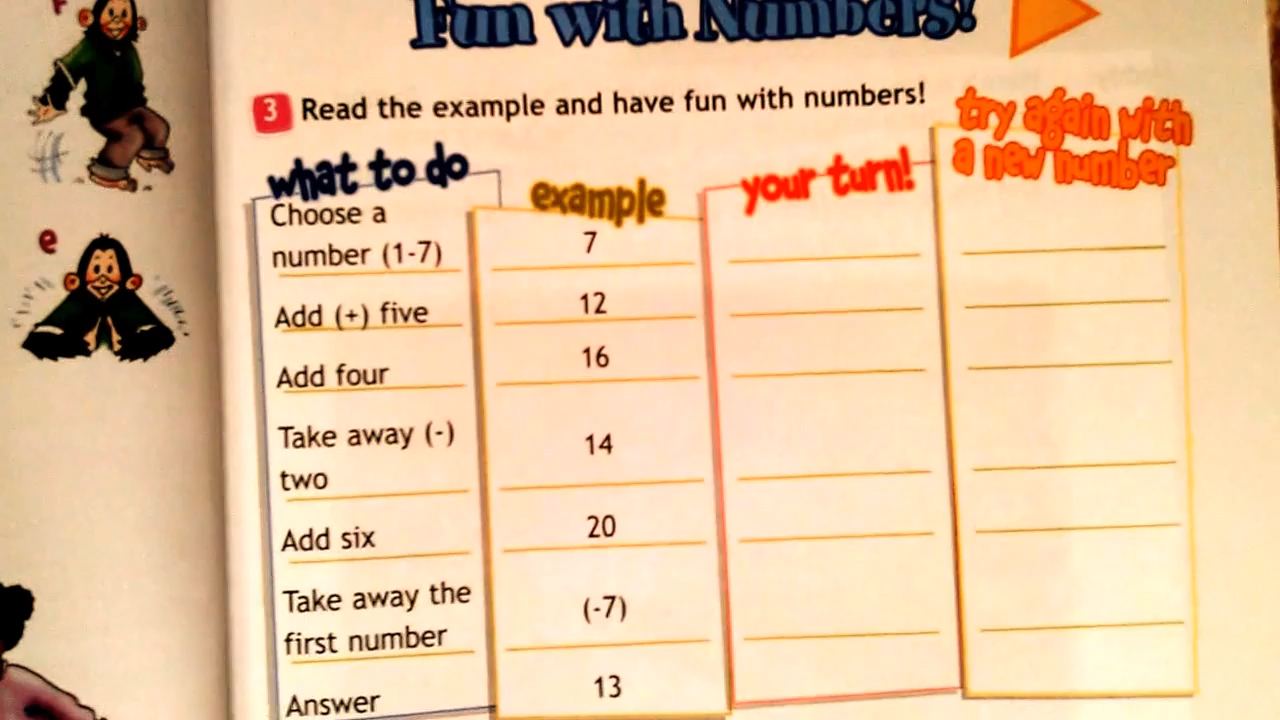 Fun with Numbers!
3 Read the example and have fun with numbers!
what to do
example
your turn!
try again with
a new number
Choose a
number (1-7)
7
Add (+) five
12
Add four
16
Take away (-)
two
14
Add six
20
Take away the
first number
(-7)
Answer
13
e